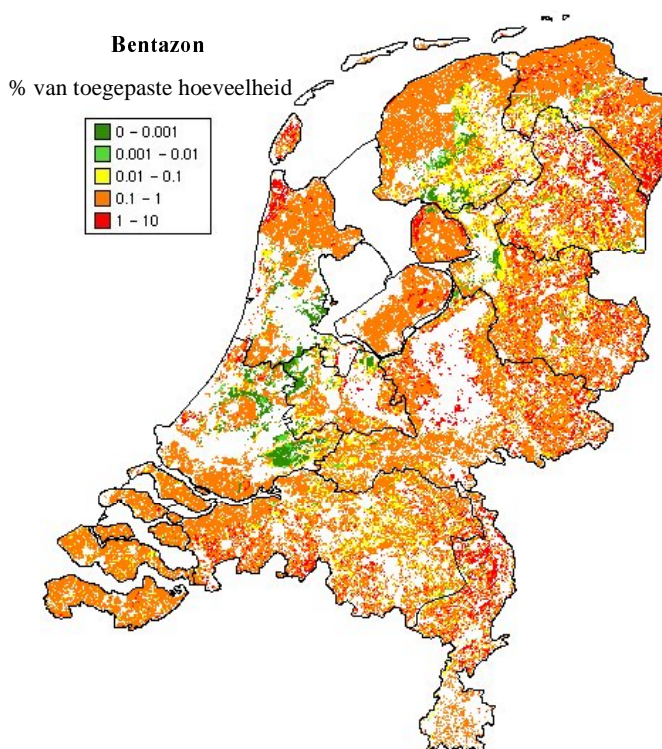 Bentazon
% van toegepaste hoeveelheid
0 – 0.001
0.001 – 0.01
0.01 – 0.1
0.1 – 1
1 – 10